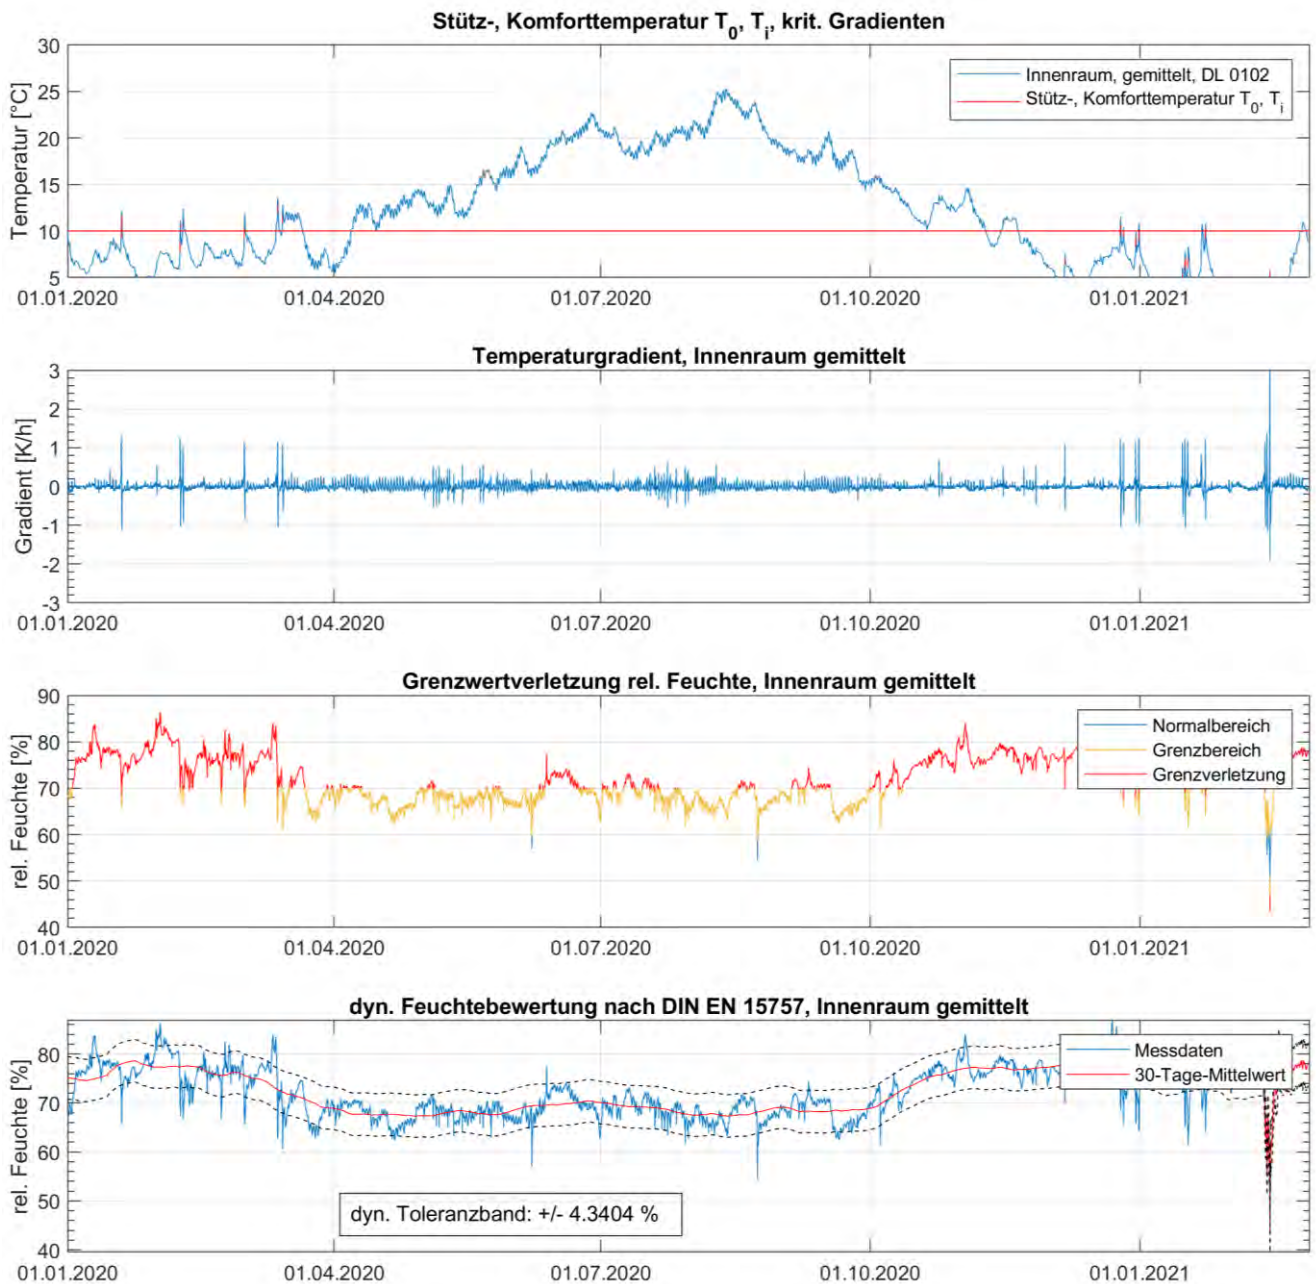 Stütz-, Komforttemperatur T0, Ti, krit. Gradienten
30
25
20
15
10
5
Temperatur [°C]
Innenraum, gemittelt, DL 0102
Stütz-, Komforttemperatur T0, Ti
01.01.2020 01.04.2020 01.07.2020 01.10.2020 01.01.2021
Temperaturgradient, Innenraum gemittelt
3
2
1
0
-1
-2
-3
Gradient [K/h]
01.01.2020 01.04.2020 01.07.2020 01.10.2020 01.01.2021
Grenzwertverletzung rel. Feuchte, Innenraum gemittelt
90
80
70
60
50
40
rel. Feuchte [%]
Normalbereich
Grenzbereich
Grenzverletzung
01.01.2020 01.04.2020 01.07.2020 01.10.2020 01.01.2021
dyn. Feuchtebewertung nach DIN EN 15757, Innenraum gemittelt
80
70
60
50
40
rel. Feuchte [%]
Messdaten
30-Tage-Mittelwert
dyn. Toleranzband: +/- 4.3404 %
01.01.2020 01.04.2020 01.07.2020 01.10.2020 01.01.2021